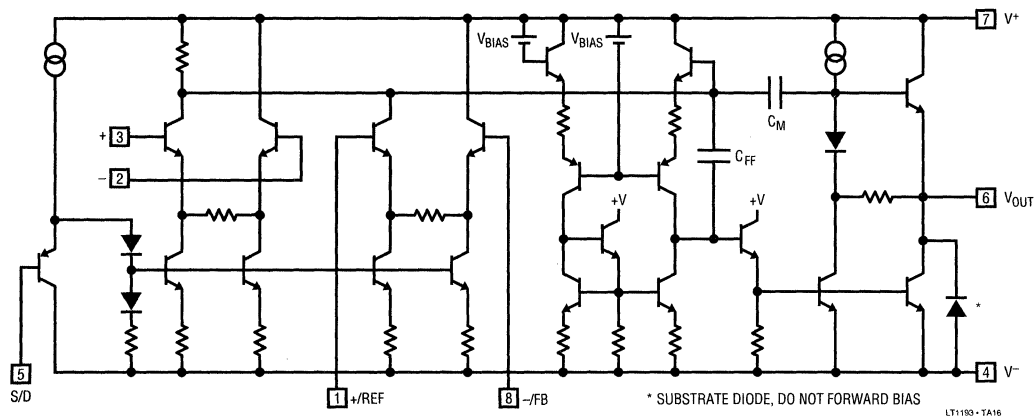 7 V+
VBIAS VBIAS
CM
+ 3
CFF
− 2
+V +V
6 VOUT
*
5
S/D
4 V−
1 +/REF
8 −/FB
* SUBSTRATE DIODE, DO NOT FORWARD BIAS
LT1193 • TA16